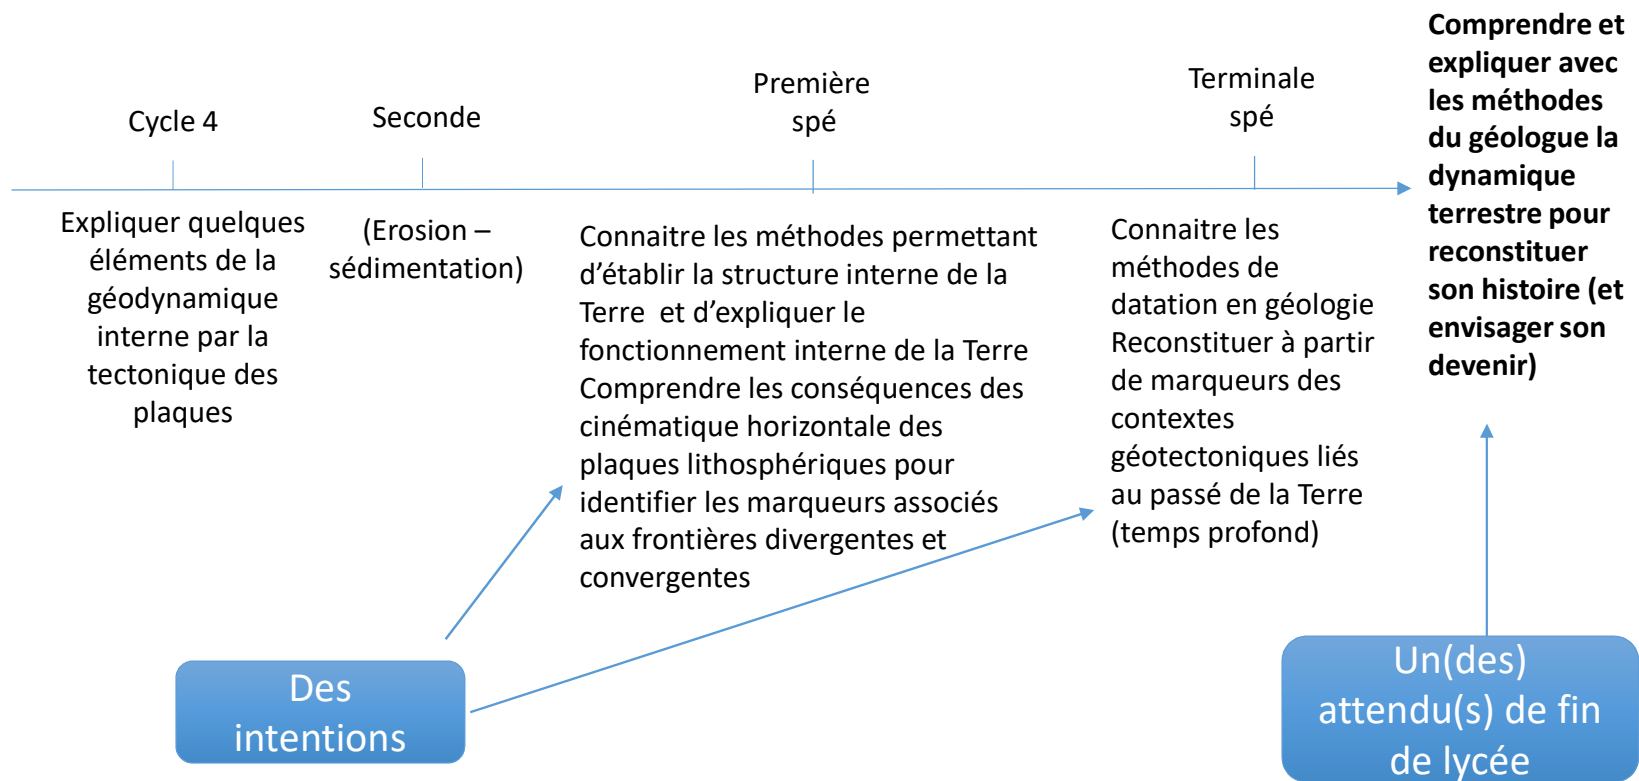 Cycle 4
Seconde
Première
spé
Terminale
spé
Comprendre et
expliquer avec
les méthodes
du géologue la
dynamique
terrestre pour
reconstituer
son histoire (et
envisager son
devenir)
Expliquer quelques
éléments de la
géodynamique
interne par la
tectonique des
plaques
(Erosion –
sédimentation)
Connaitre les méthodes permettant
d’établir la structure interne de la
Terre  et d’expliquer le
fonctionnement interne de la Terre
Comprendre les conséquences des
cinématique horizontale des
plaques lithosphériques pour
identifier les marqueurs associés
aux frontières divergentes et
convergentes
Connaitre les
méthodes de
datation en géologie
Reconstituer à partir
de marqueurs des
contextes
géotectoniques liés
au passé de la Terre
(temps profond)
Des
intentions
Un(des)
attendu(s) de fin
de lycée